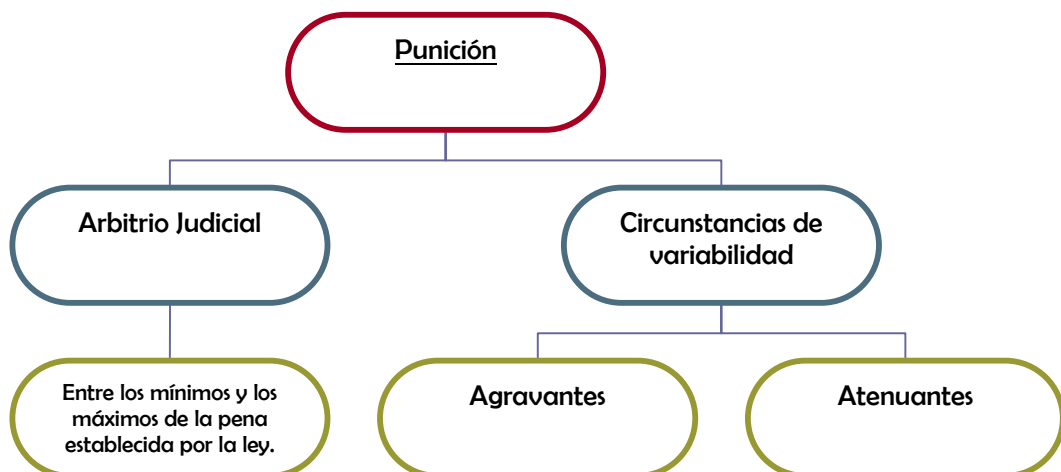 Punición
Arbitrio Judicial
Circunstancias de
variabilidad
Entre los mínimos y los
máximos de la pena
establecida por la ley.
Agravantes
Atenuantes